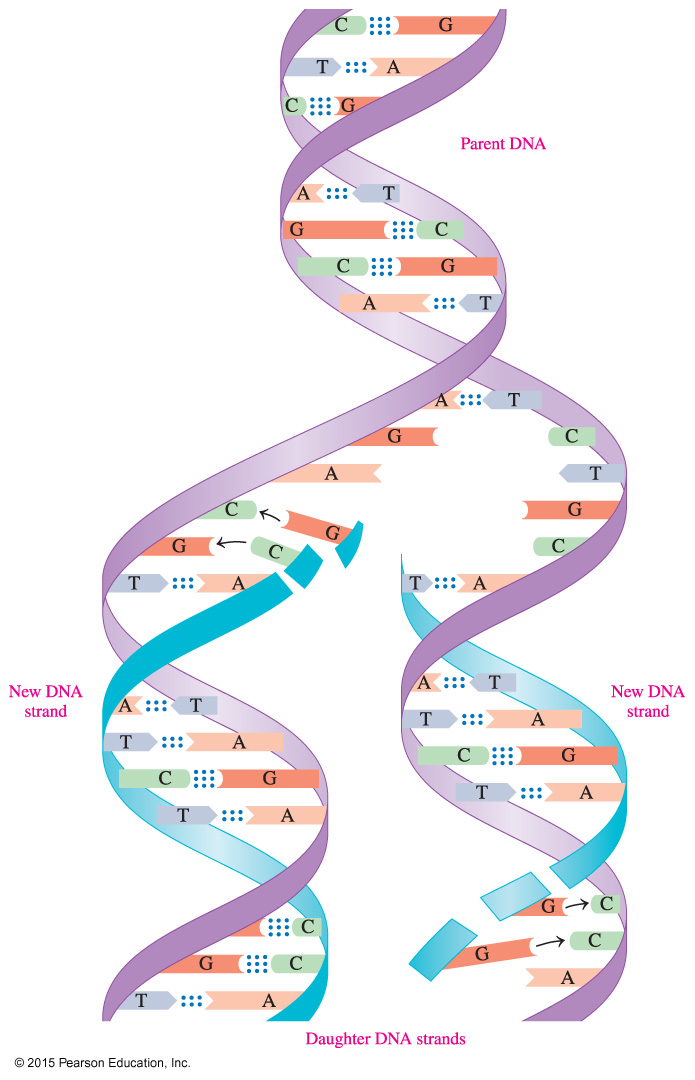 C G
T A
C G
Parent DNA
A T
G C
C G
A T
A T
G C
A T
C G G
G C C
T A T A
New DNA
strand
New DNA
strand
A T A T
T A T A
C G C G
T A T A
C G C
G C G C
T A A
Daughter DNA strands
© 2015 Pearson Education, Inc.